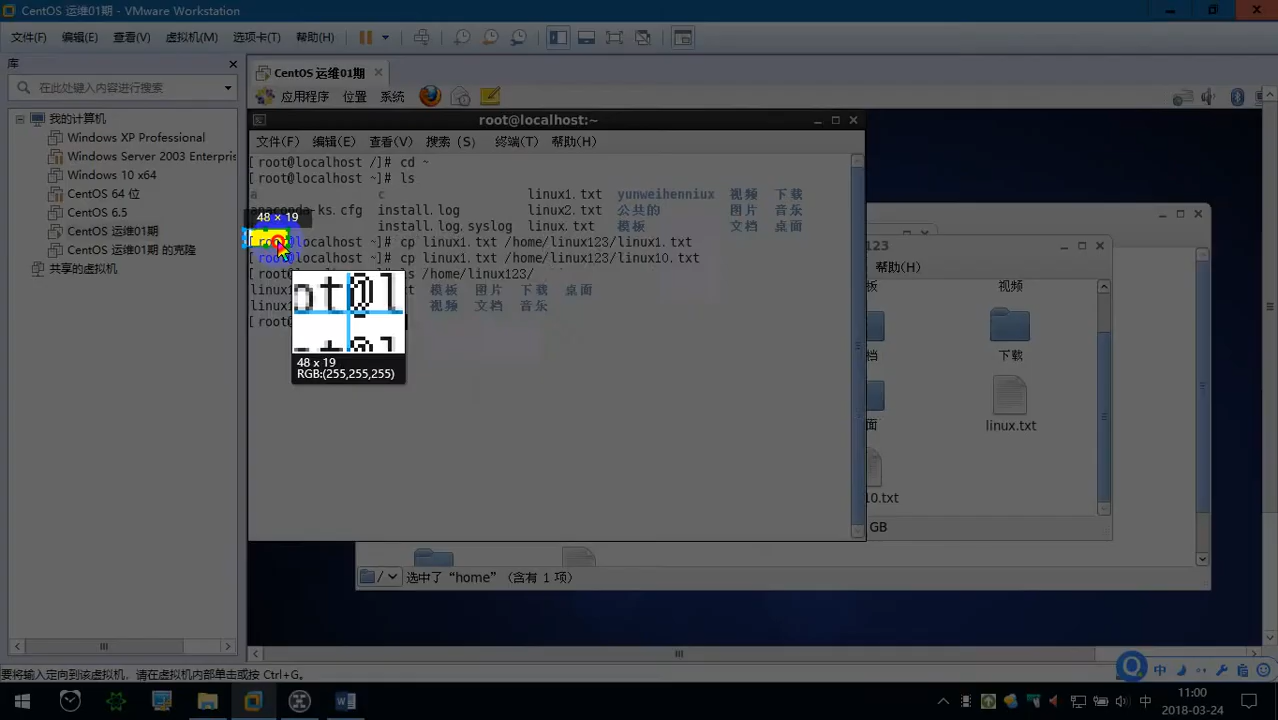 CentOS 运维01期 - VMware Workstation
文件(F) 编辑(E) 查看(V) 虚拟机(M) 选项卡(T) 帮助(H)
库
在此处键入内容进行搜索
我的计算机
Windows XP Professional
Windows Server 2003 Enterpris
Windows 10 x64
CentOS 64 位
CentOS 6.5
CentOS 运维01期
CentOS 运维01期 的克隆
共享的虚拟机
CentOS 运维01期
应用程序 位置 系统
root@localhost:~
文件(F) 编辑(E) 查看(V) 搜索 (S) 终端(T) 帮助(H)
[root@localhost /]# cd ~
[root@localhost ~]# ls
a c linux1.txt yunweihenniux 视频 下载
anaconda-ks.cfg install.log linux2.txt 公共的 图片 音乐
install.log.syslog linux.txt 模板 文档 桌面
48 × 19
[root@localhost ~]# cp linux1.txt /home/linux123/linux1.txt
[root@localhost ~]# cp linux1.txt /home/linux123/linux10.txt
ls /home/linux123/
模板 图片 下载 桌面
视频 文档 音乐
ot@l
48 x 19
RGB:(255,255,255)
123
帮助(H)
视频
下载
linux.txt
10.txt
GB
/ 选中了“home” (含有 1 项)
要将输入定向到该虚拟机，请在虚拟机内部单击或按 Ctrl+G。
中
中
11:00
2018-03-24